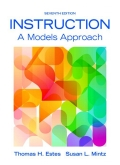 SEVENTH EDITION
INSTRUCTION
A Models Approach
Thomas H. Estes    Susan L. Mintz